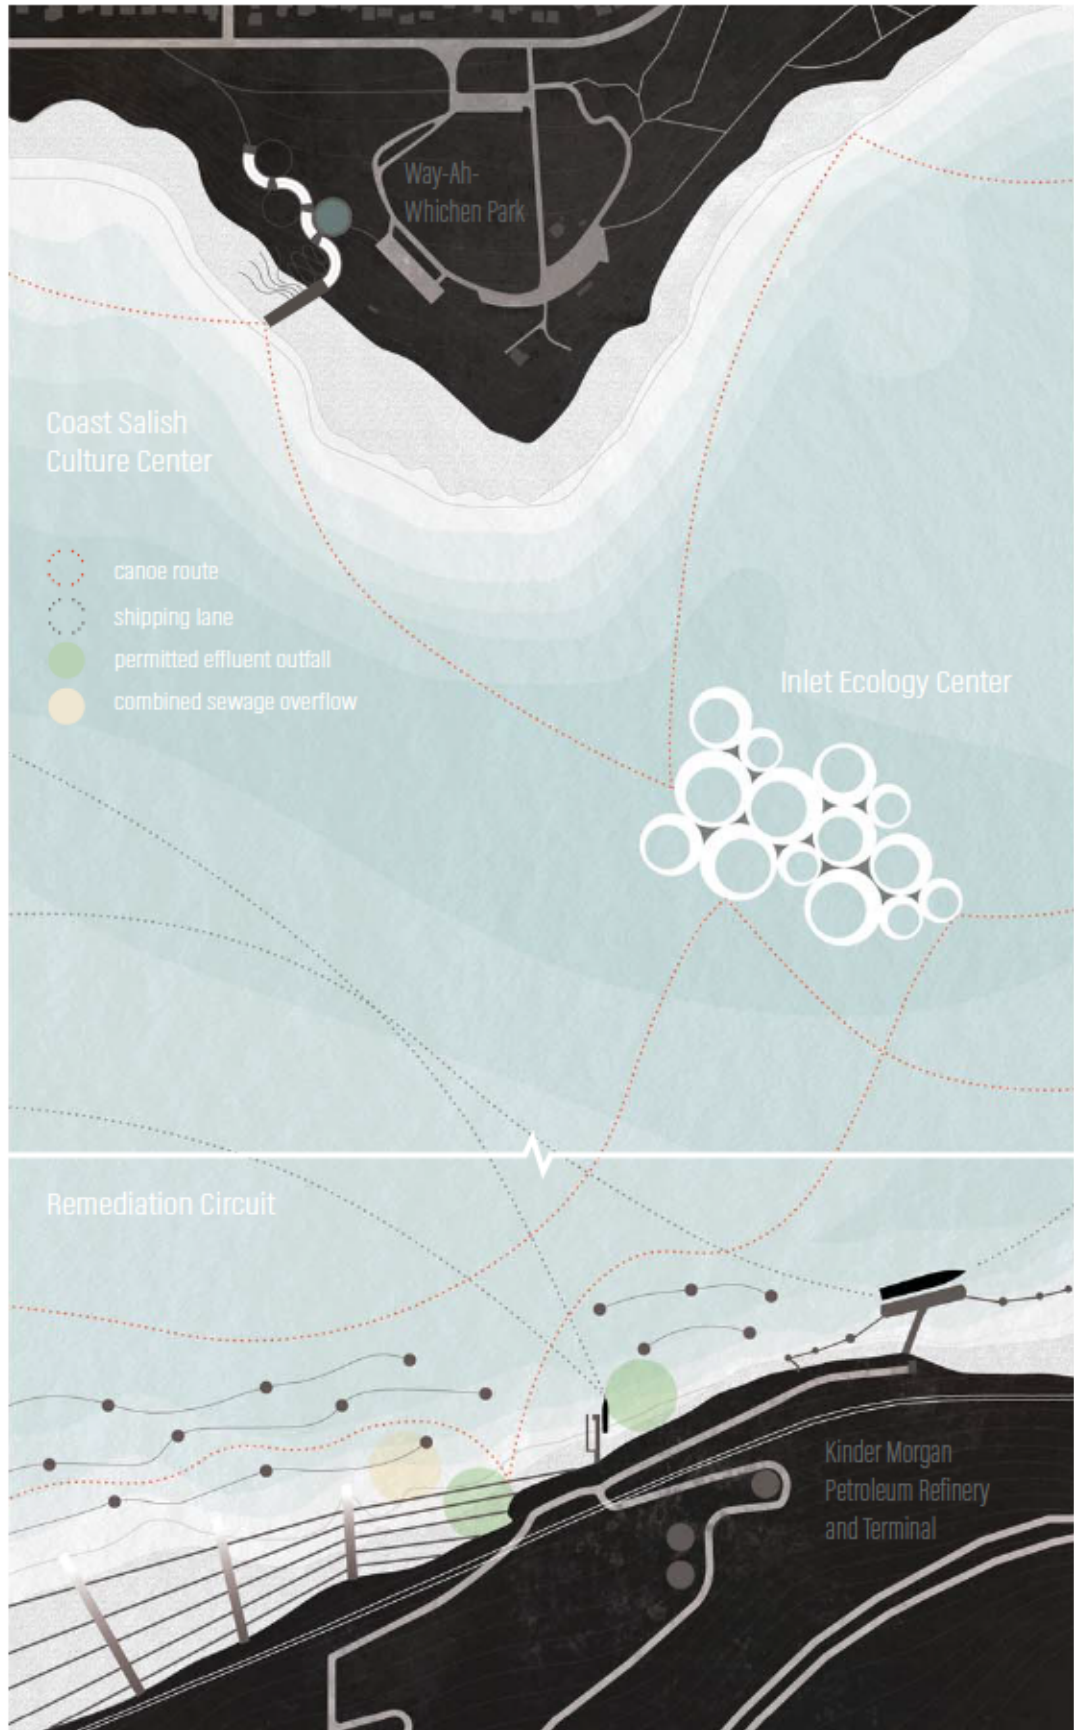 Way-Ah-
Whichen Park
Coast Salish
Culture Center
canoe route
shipping lane
permitted effluent outfall
combined sewage overflow
Inlet Ecology Center
Remediation Circuit
Kinder Morgan
Petroleum Refinery
and Terminal